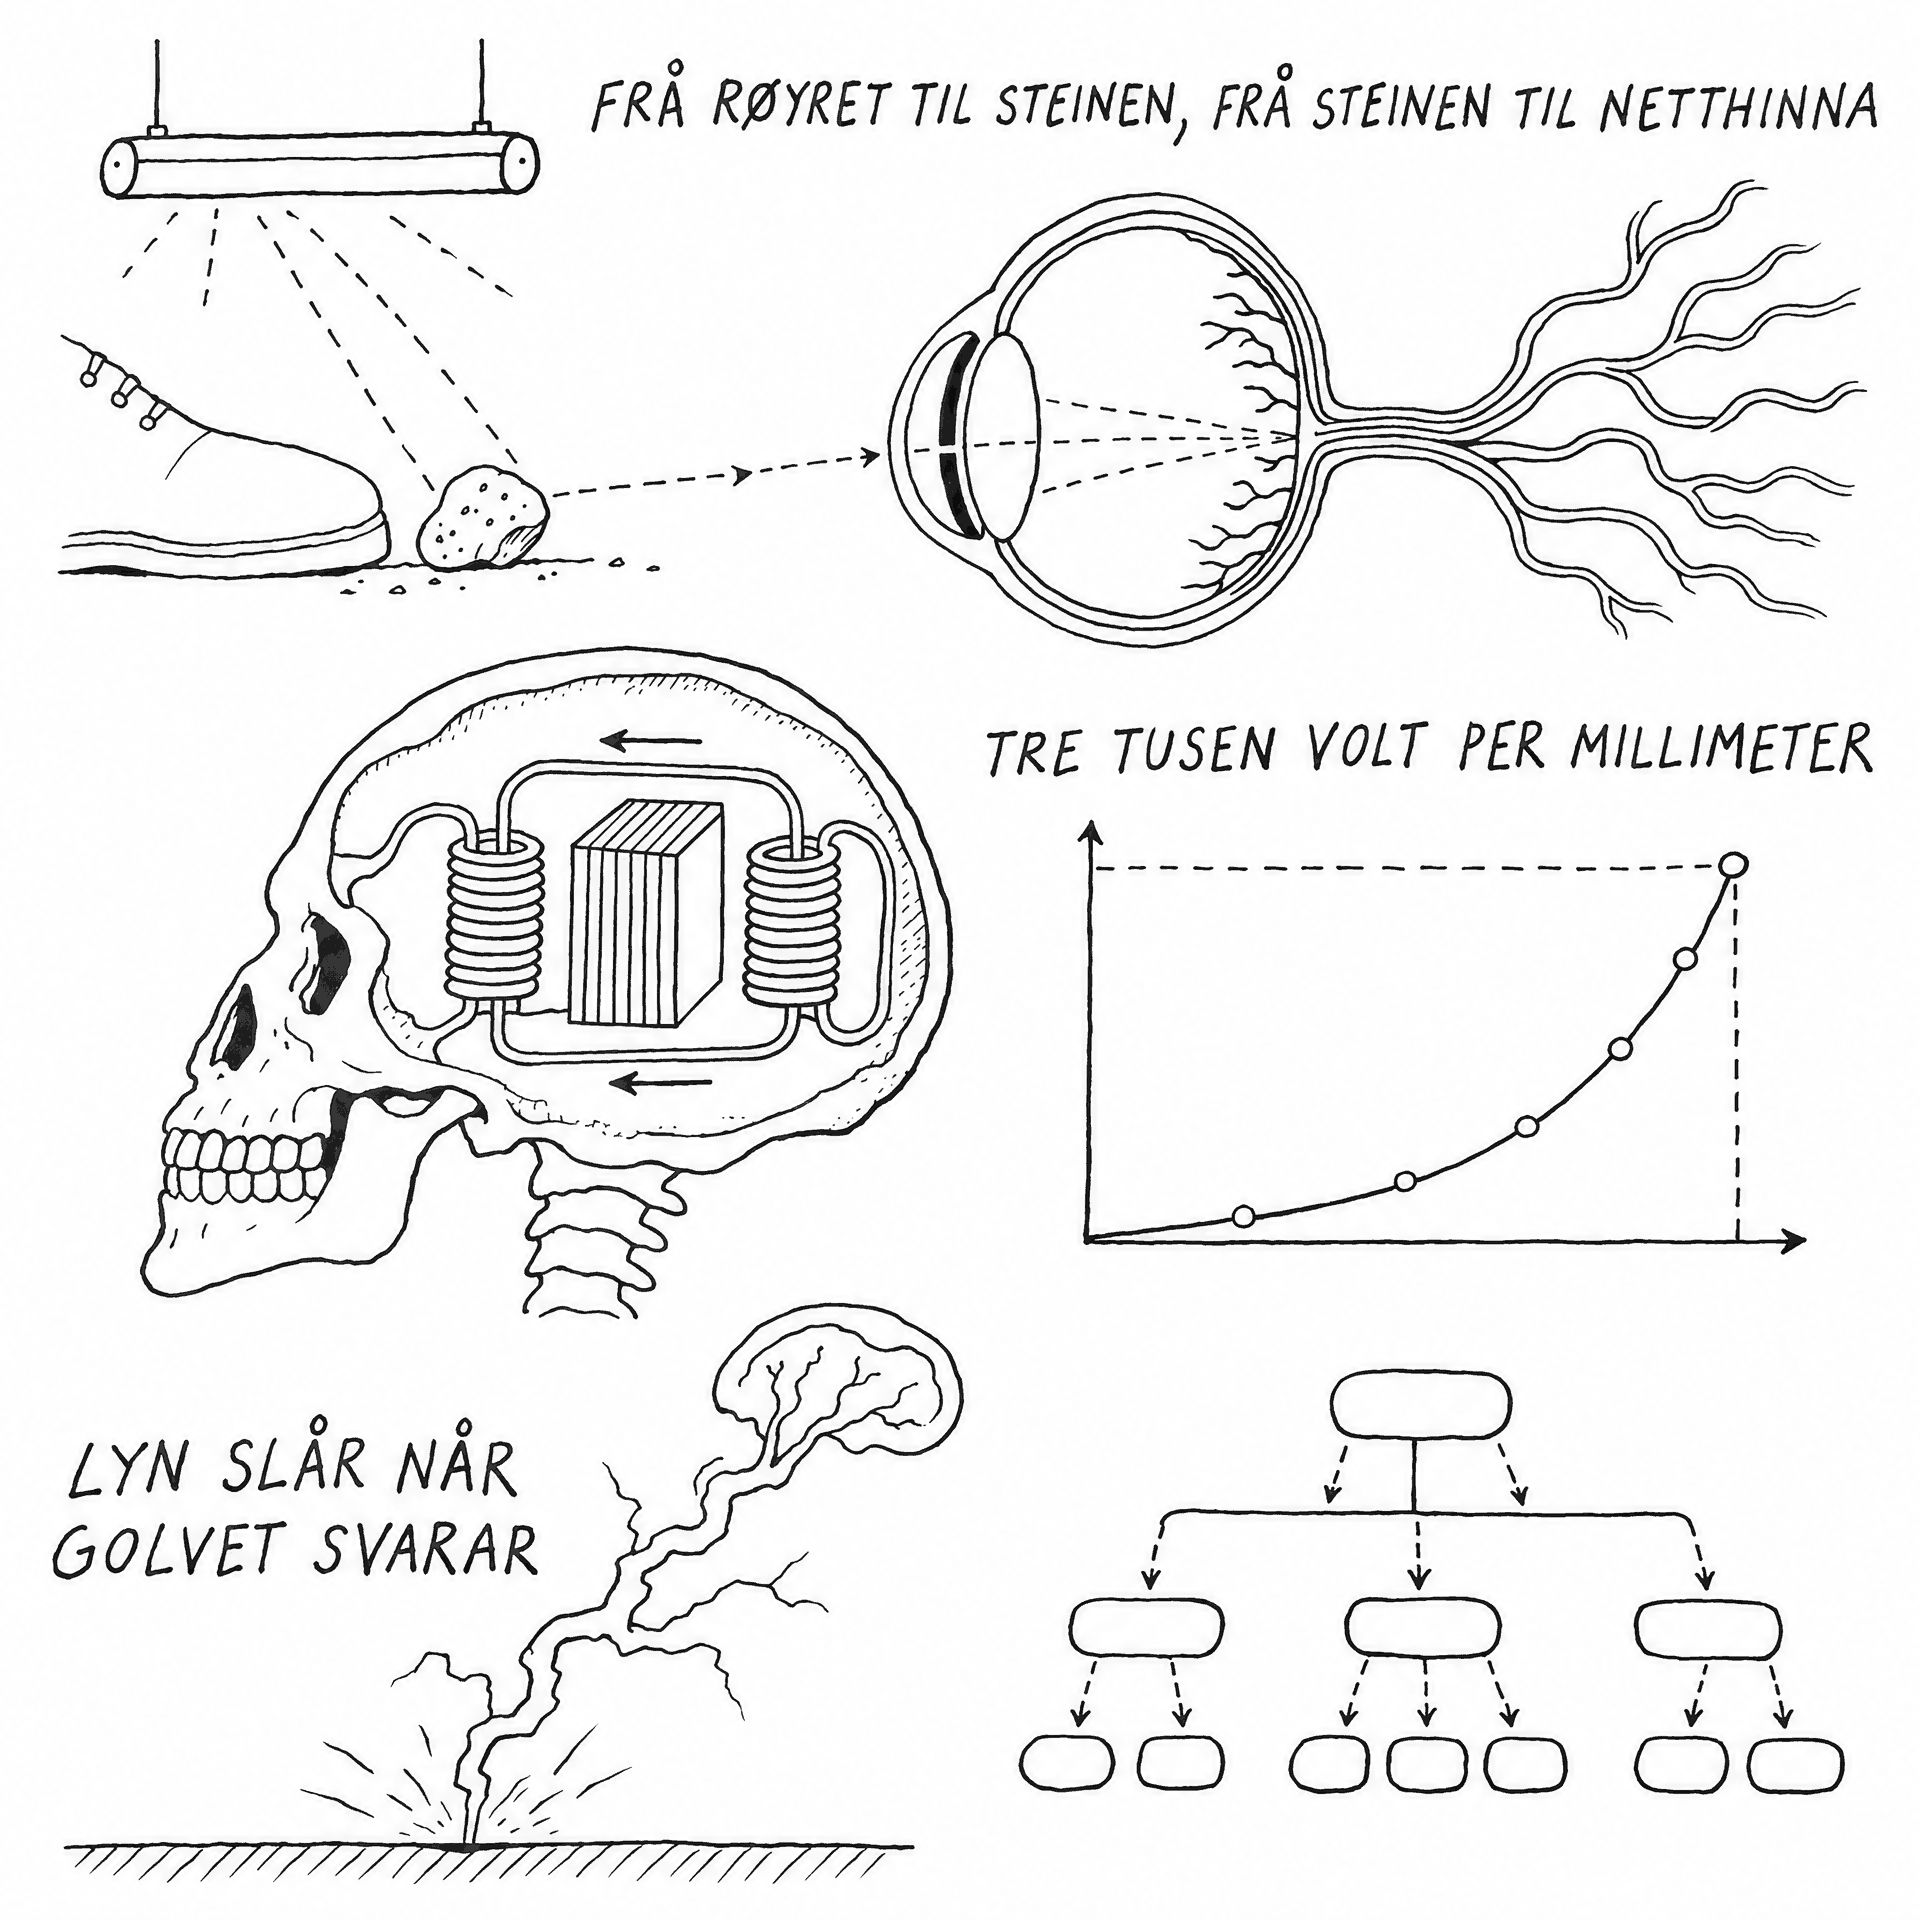 FRÅ RØYRET TIL STEINEN, FRÅ STEINEN TIL NETTHINNA
TRE TUSEN VOLT PER MILLIMETER
LYN SLÅR NÅR
GOLVET SVARAR